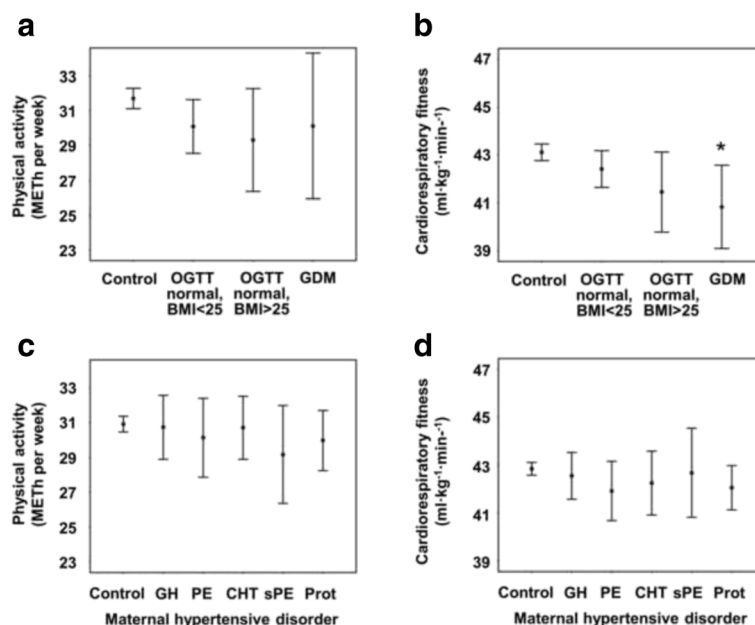 a
Physical activity
(METh per week)
33
31
29
27
25
23
Control
OGTT
normal,
BMI<25
OGTT
normal,
BMI>25
GDM
b
Cardiorespiratory fitness
(ml·kg⁻¹·min-⁻¹)
47
45
43
41
39
*
Control
OGTT
normal,
BMI<25
OGTT
normal,
BMI>25
GDM
c
Physical activity
(METh per week)
33
31
29
27
25
23
Control GH PE CHT sPE Prot
Maternal hypertensive disorder
d
Cardiorespiratory fitness
(ml·kg⁻¹·min-⁻¹)
47
45
43
41
39
Control GH PE CHT sPE Prot
Maternal hypertensive disorder